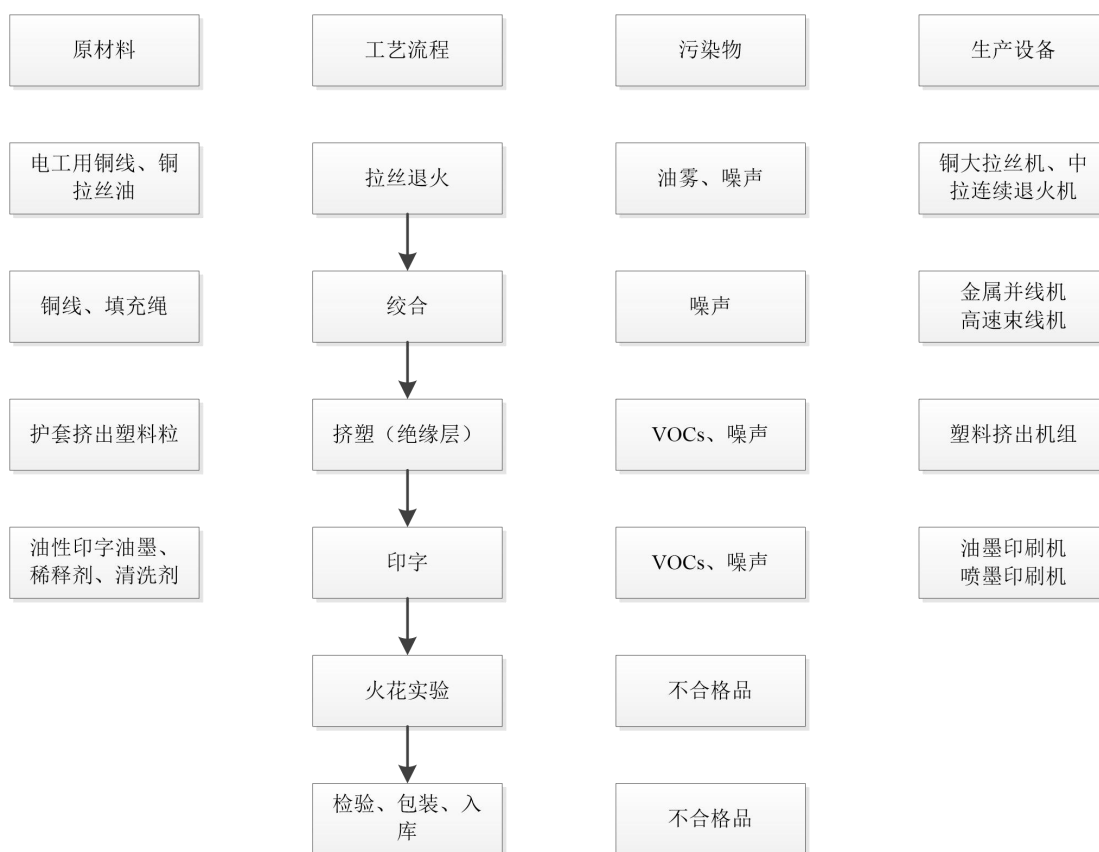 原材料
工艺流程
污染物
生产设备
电工用铜线、铜
拉丝油
拉丝退火
油雾、噪声
铜大拉丝机、中
拉连续退火机
铜线、填充绳
绞合
噪声
金属并线机
高速束线机
护套挤出塑料粒
挤塑（绝缘层）
VOCs、噪声
塑料挤出机组
油性印字油墨、
稀释剂、清洗剂
印字
VOCs、噪声
油墨印刷机
喷墨印刷机
火花实验
不合格品
检验、包装、入
库
不合格品